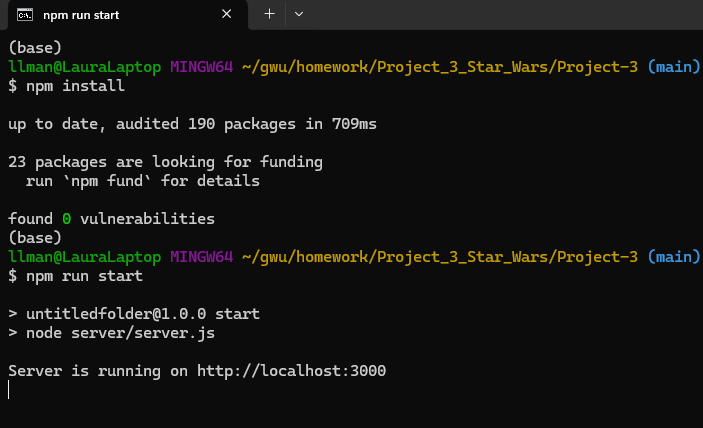 npm run start
(base)
llman@LauraLaptop MINGW64 ~/gwu/homework/Project_3_Star_Wars/Project-3 (main)
$ npm install
up to date, audited 190 packages in 709ms
23 packages are looking for funding
  run `npm fund` for details
found 0 vulnerabilities
(base)
llman@LauraLaptop MINGW64 ~/gwu/homework/Project_3_Star_Wars/Project-3 (main)
$ npm run start
> untitledfolder@1.0.0 start
> node server/server.js
Server is running on http://localhost:3000